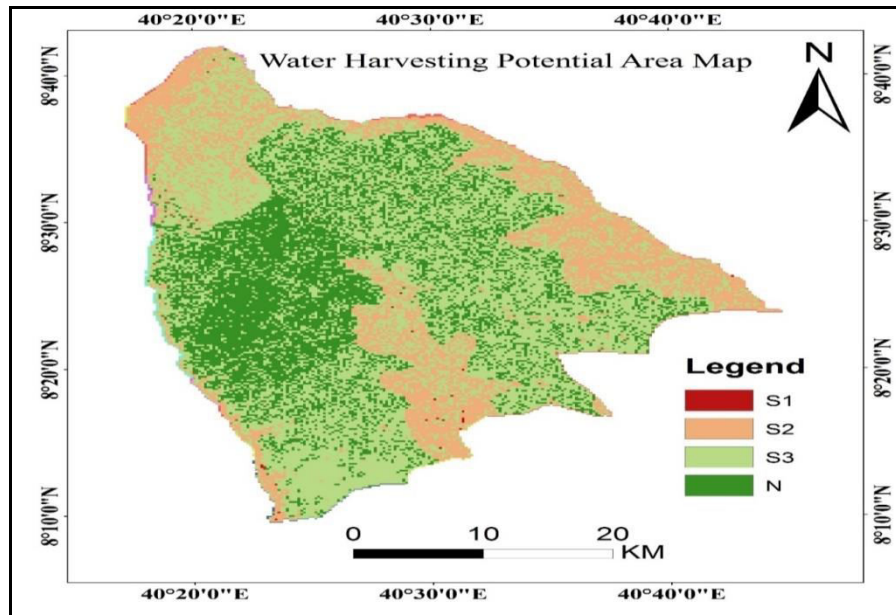 40°20'0"E 40°30'0"E 40°40'0"E
Water Harvesting Potential Area Map
N
8°40'0"N 8°40'0"N
8°30'0"N 8°30'0"N
8°20'0"N 8°20'0"N
8°10'0"N 8°10'0"N
Legend
S1
S2
S3
N
0 10 20
KM
40°20'0"E 40°30'0"E 40°40'0"E